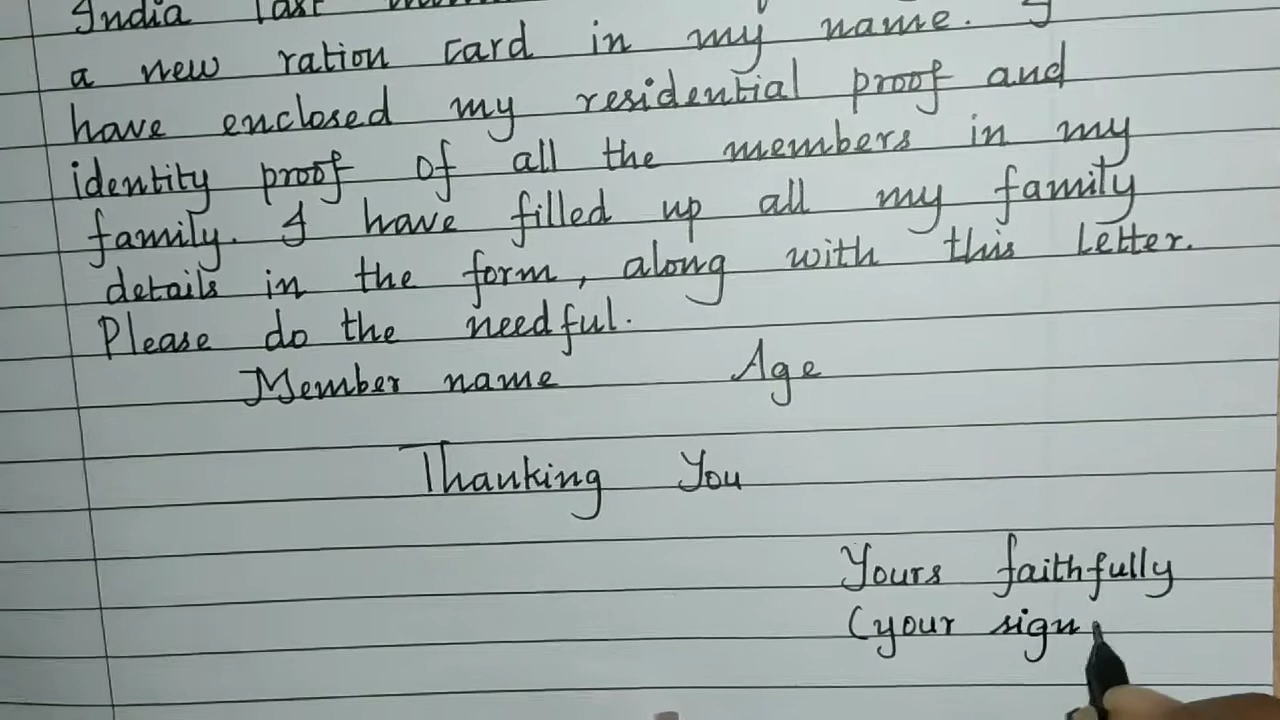 India last
a new ration card in my name. I
have enclosed my residential proof and
identity proof of all the members in my
family. I have filled up all my family
details in the form, along with this letter.
Please do the needful.
Member name Age
Thanking You
Yours faithfully
(your sign